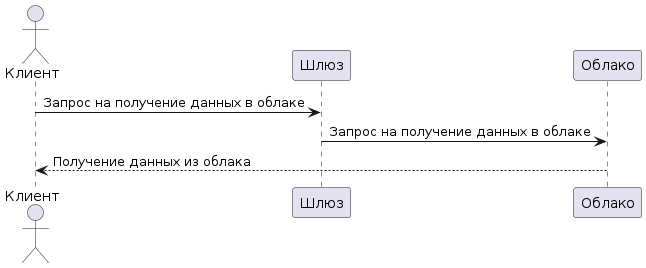 Клиент
Шлюз
Облако
Запрос на получение данных в облаке
Запрос на получение данных в облаке
Получение данных из облака
Клиент
Шлюз
Облако